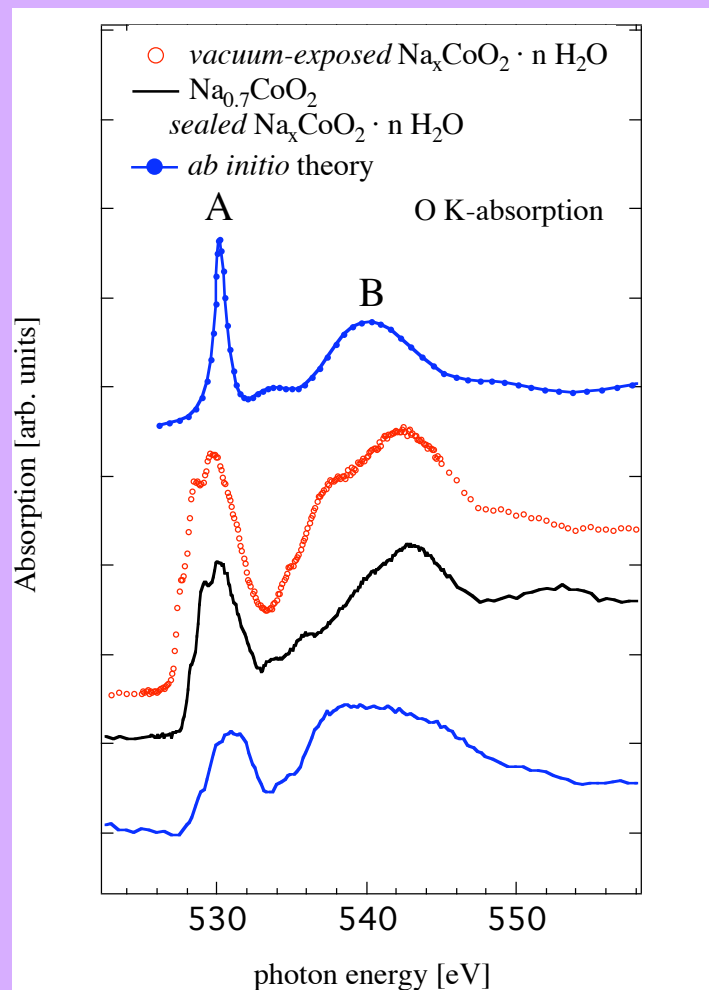 vacuum-exposed NaₓCoO₂ · n H₂O
Na₀.₇CoO₂
sealed NaₓCoO₂ · n H₂O
ab initio theory
A
O K-absorption
B
Absorption [arb. units]
530 540 550
photon energy [eV]